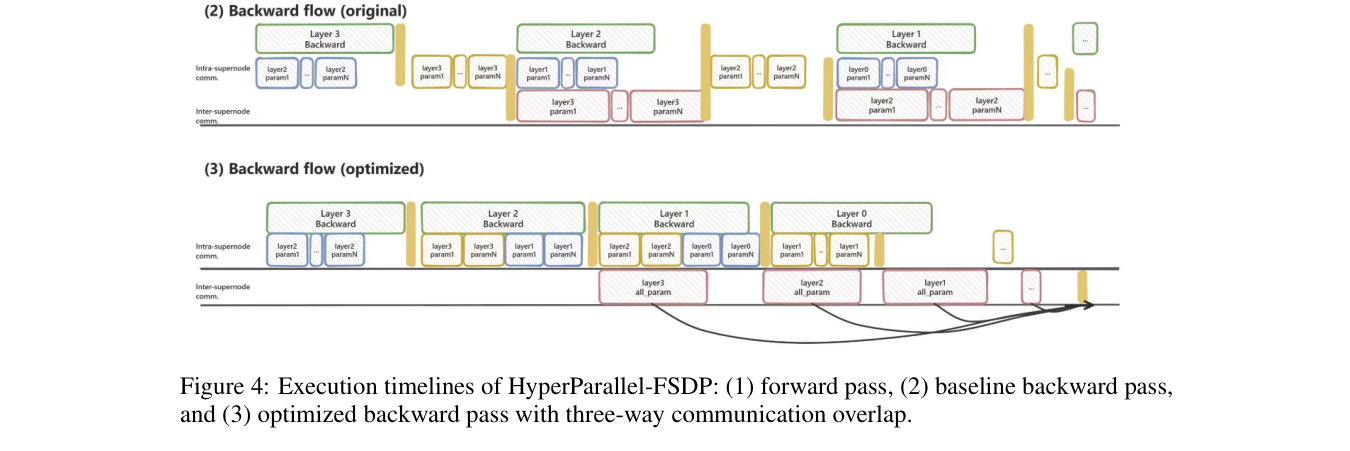 (2) Backward flow (original)
Layer 3
Backward
Layer 2
Backward
Layer 1
Backward
...
Intra-supernode
comm.
layer2
param1
...
layer2
paramN
layer3
param1
...
layer3
paramN
layer1
param1
...
layer1
paramN
layer2
param1
...
layer2
paramN
layer0
param1
...
layer0
paramN
...
Inter-supernode
comm.
layer3
param1
...
layer3
paramN
layer2
param1
...
layer2
paramN
...
(3) Backward flow (optimized)
Layer 3
Backward
Layer 2
Backward
Layer 1
Backward
Layer 0
Backward
Intra-supernode
comm.
layer2
param1
...
layer2
paramN
layer3
param1
layer3
paramN
layer1
param1
layer1
paramN
layer2
param1
layer2
paramN
layer0
param1
layer0
paramN
layer1
param1
...
layer1
paramN
...
Inter-supernode
comm.
layer3
all_param
layer2
all_param
layer1
all_param
...
Figure 4: Execution timelines of HyperParallel-FSDP: (1) forward pass, (2) baseline backward pass,
and (3) optimized backward pass with three-way communication overlap.